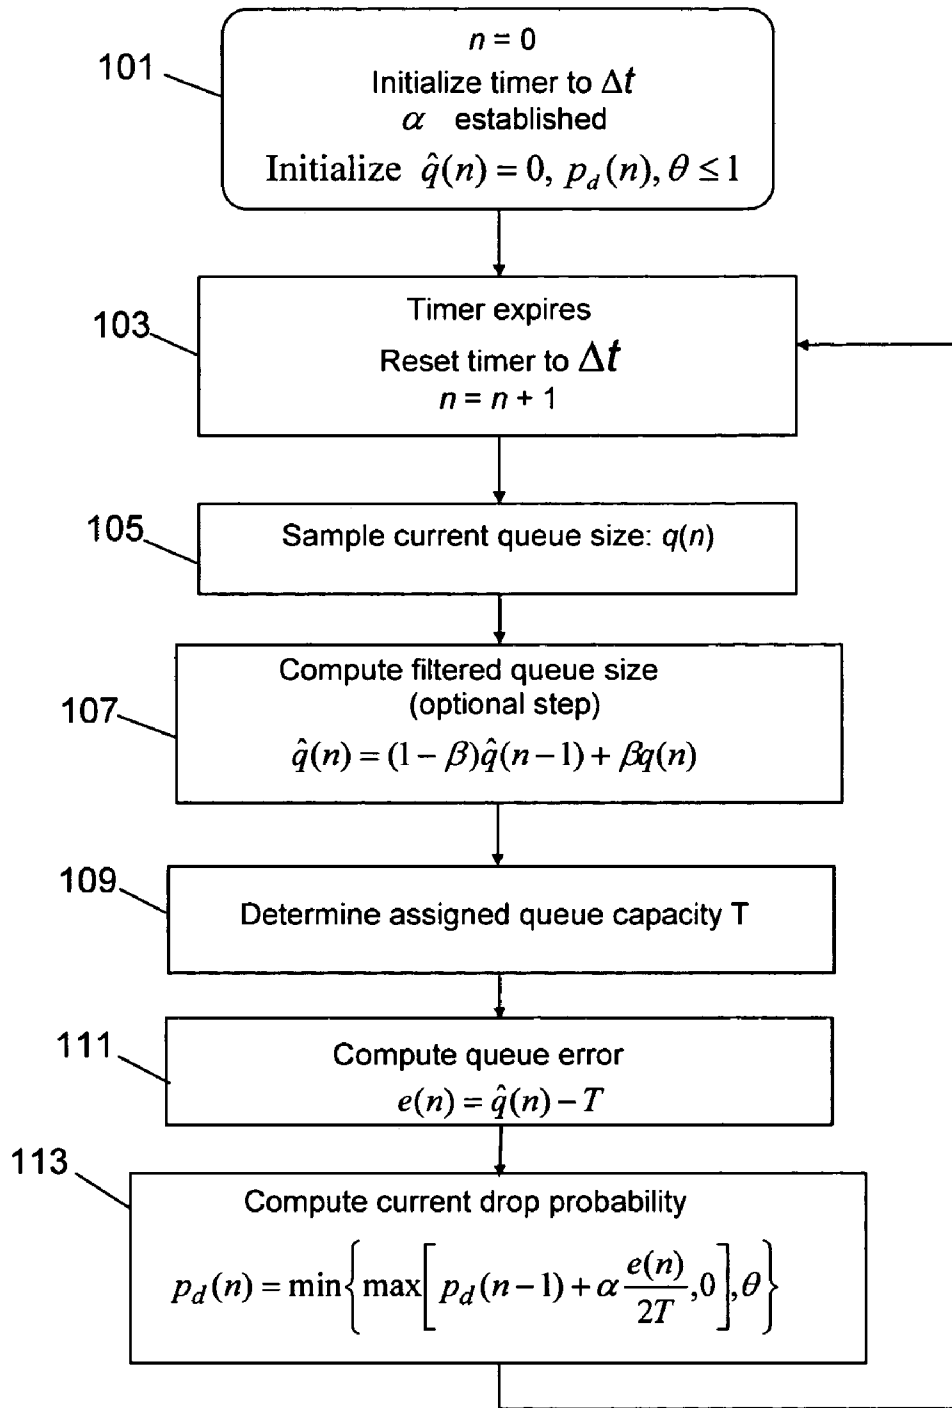 101
n = 0
Initialize timer to Δt
α established
Initialize q̂(n) = 0, p_d(n), θ ≤ 1
103
Timer expires
Reset timer to Δt
n = n + 1
105
Sample current queue size: q(n)
107
Compute filtered queue size
(optional step)
q̂(n) = (1 − β)q̂(n−1) + βq(n)
109
Determine assigned queue capacity T
111
Compute queue error
e(n) = q̂(n) − T
113
Compute current drop probability
p_d(n) = min{max[p_d(n−1) + α e(n)/2T, 0], θ}